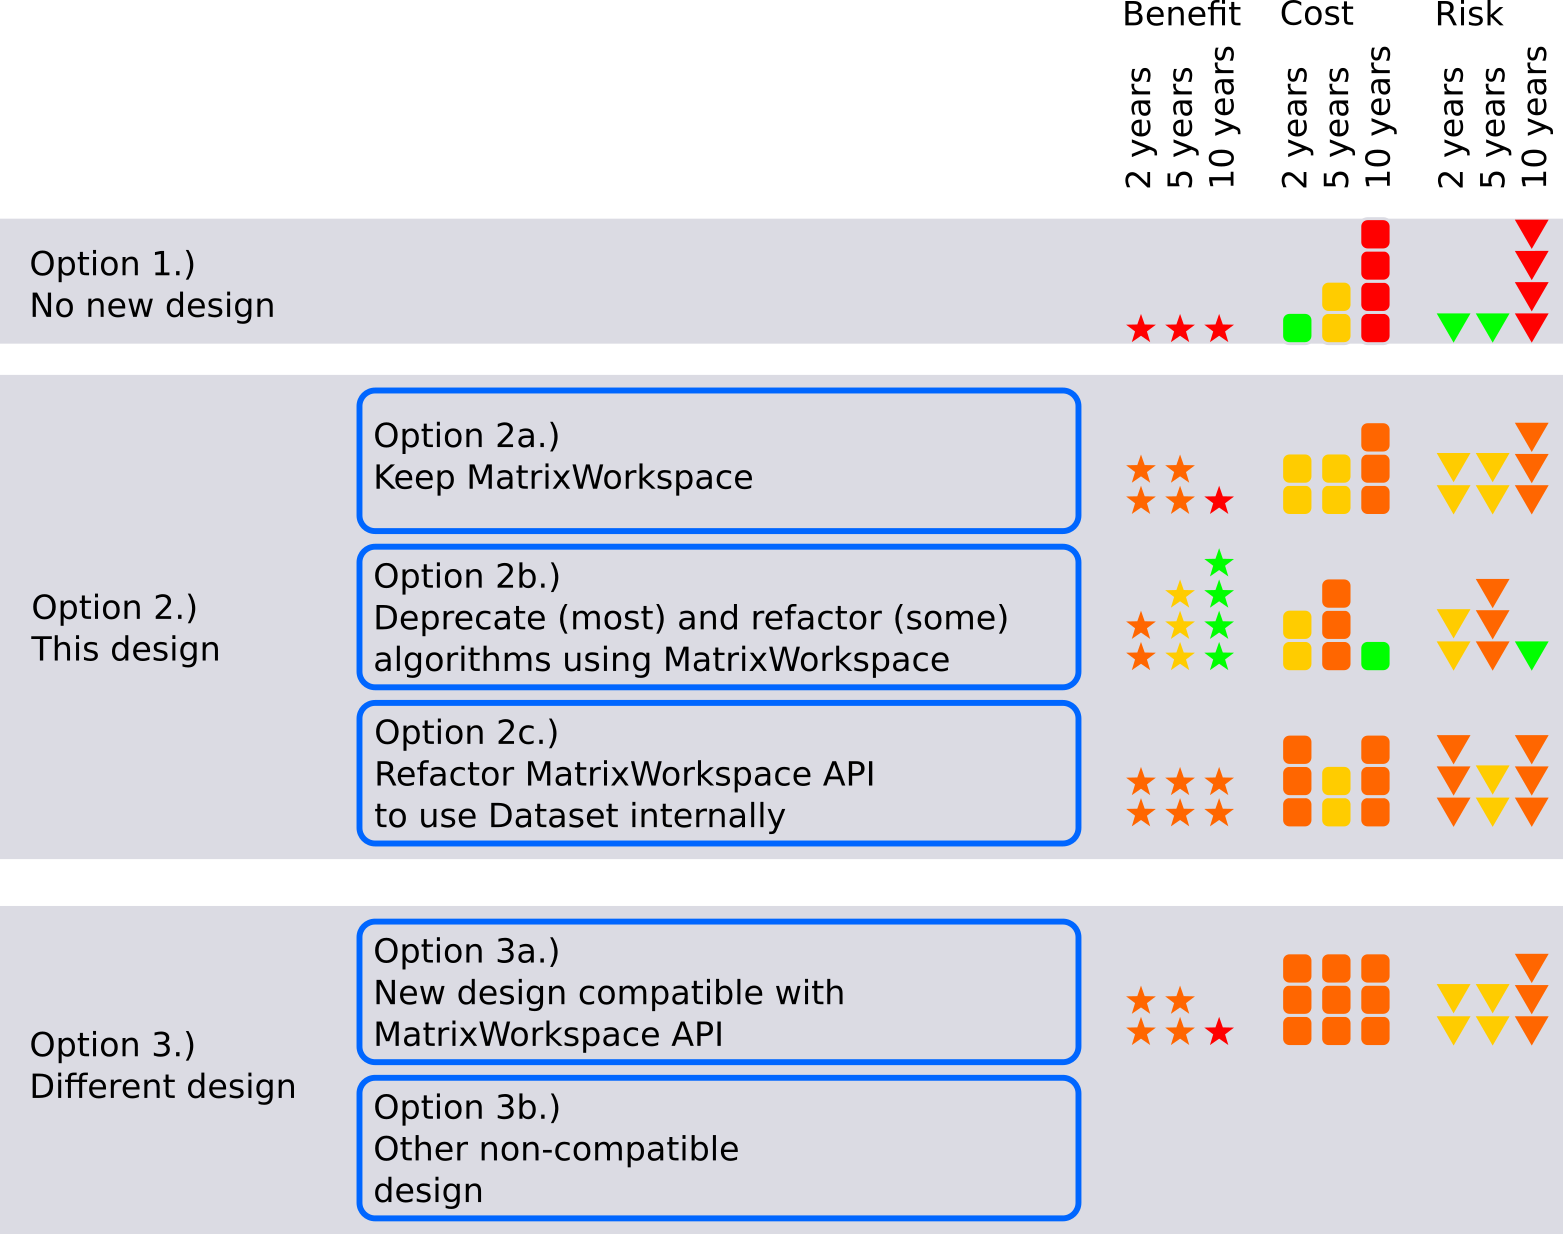 Benefit Cost Risk
2 years 5 years 10 years 2 years 5 years 10 years 2 years 5 years 10 years
Option 1.)
No new design
Option 2a.)
Keep MatrixWorkspace
Option 2b.)
Deprecate (most) and refactor (some)
algorithms using MatrixWorkspace
Option 2.)
This design
Option 2c.)
Refactor MatrixWorkspace API
to use Dataset internally
Option 3a.)
New design compatible with
MatrixWorkspace API
Option 3.)
Different design
Option 3b.)
Other non-compatible
design